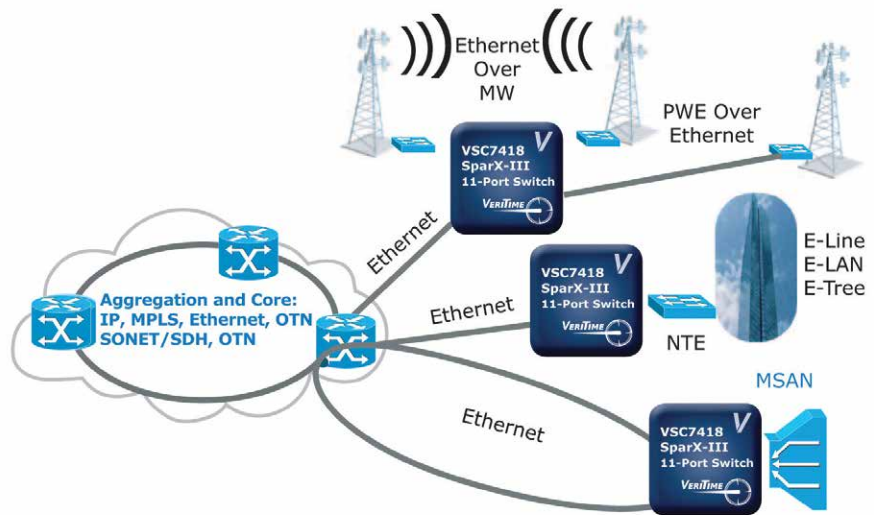 Ethernet
Over
MW
PWE Over
Ethernet
VSC7418
SparX-III
11-Port Switch
VERITIME
V
Ethernet
VSC7418
SparX-III
11-Port Switch
VERITIME
V
E-Line
E-LAN
E-Tree
Aggregation and Core:
IP, MPLS, Ethernet, OTN
SONET/SDH, OTN
Ethernet
NTE
MSAN
Ethernet
VSC7418
SparX-III
11-Port Switch
VERITIME
V